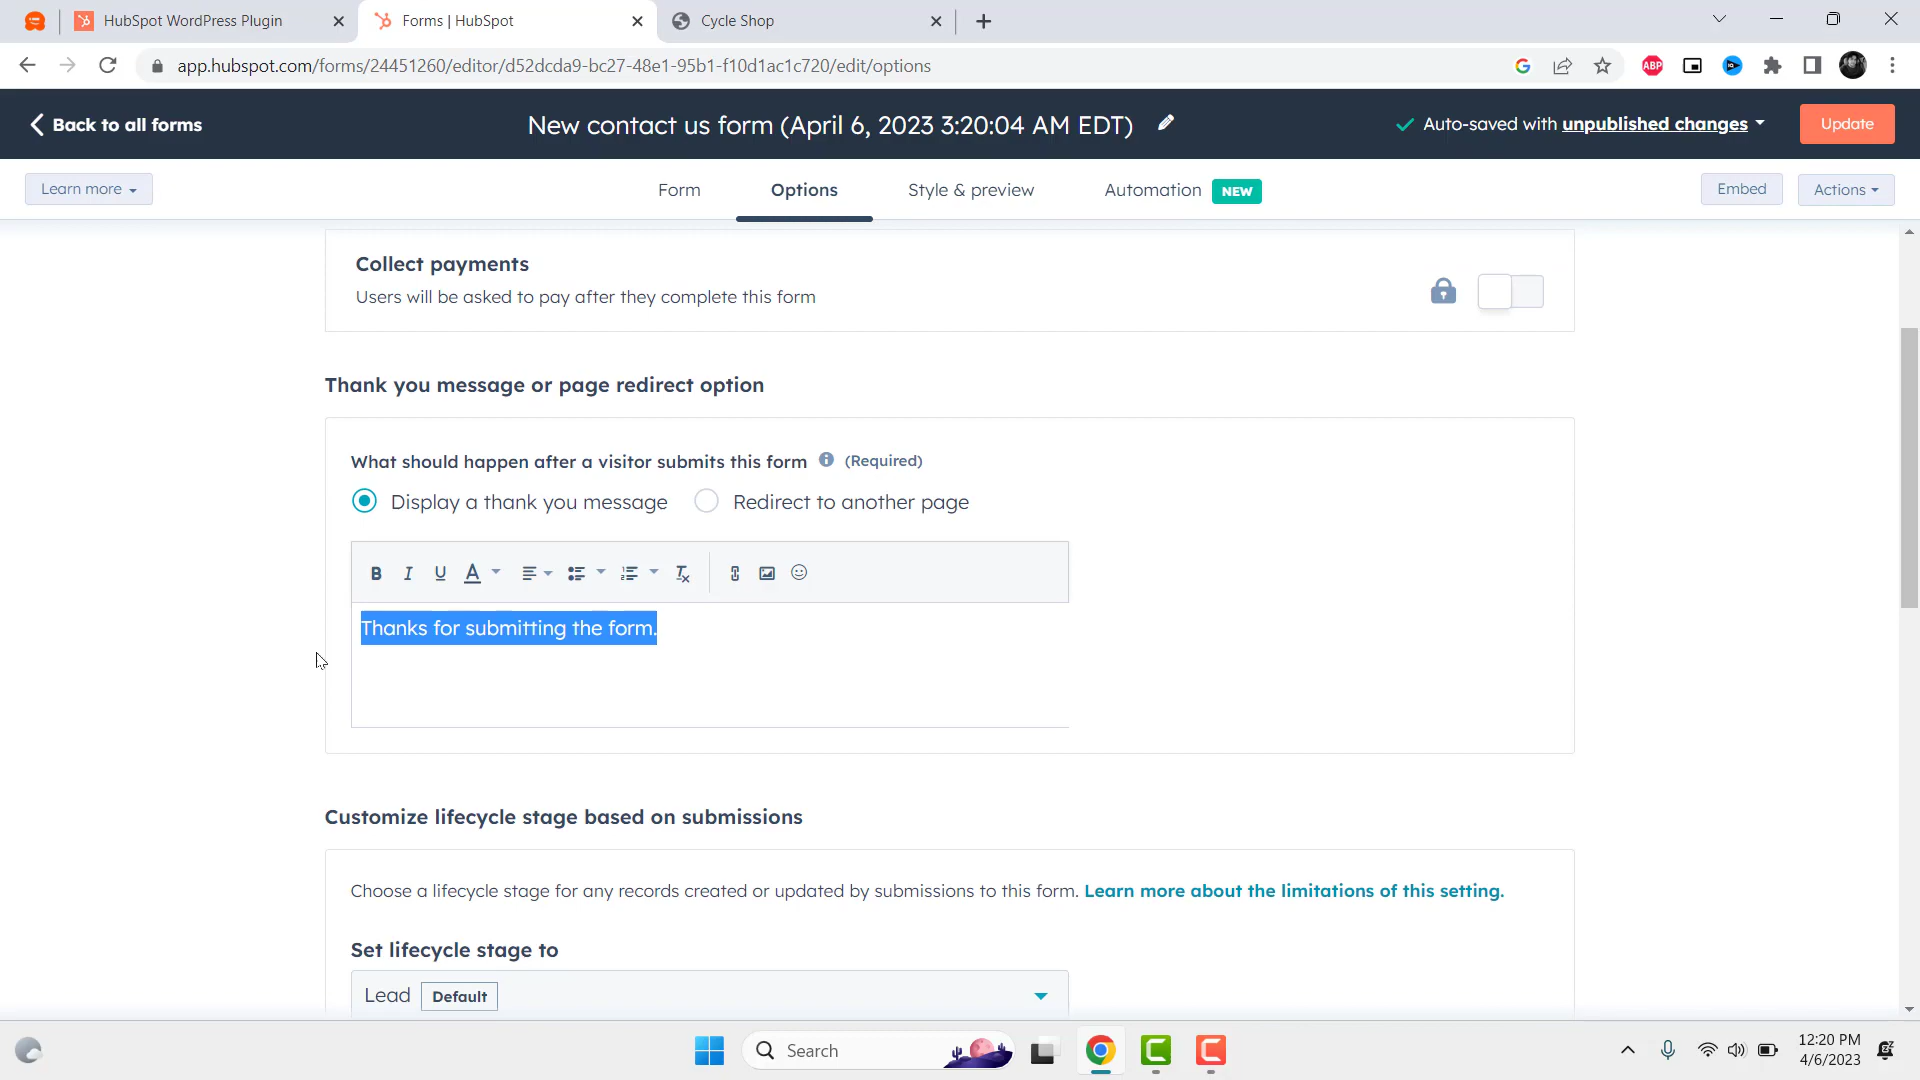 HubSpot WordPress Plugin
Forms | HubSpot
Cycle Shop
app.hubspot.com/forms/24451260/editor/d52dcda9-bc27-48e1-95b1-f10d1ac1c720/edit/options
ABP
Back to all forms
New contact us form (April 6, 2023 3:20:04 AM EDT)
Auto-saved with unpublished changes
Update
Learn more
Form
Options
Style & preview
Automation NEW
Embed
Actions
Collect payments
Users will be asked to pay after they complete this form
Thank you message or page redirect option
What should happen after a visitor submits this form (Required)
Display a thank you message
Redirect to another page
B I U A
Thanks for submitting the form.
Customize lifecycle stage based on submissions
Choose a lifecycle stage for any records created or updated by submissions to this form. Learn more about the limitations of this setting.
Set lifecycle stage to
Lead Default
Search
12:20 PM
4/6/2023